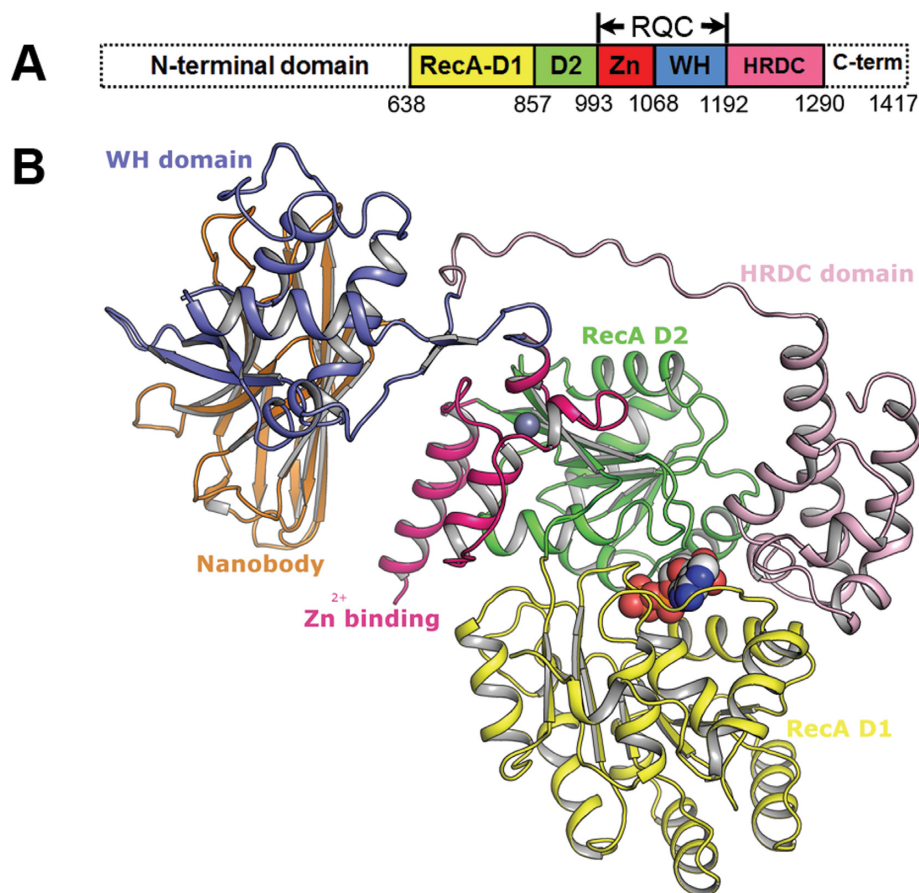 A
RQC
N-terminal domain RecA-D1 D2 Zn WH HRDC C-term
638 857 993 1068 1192 1290 1417
B
WH domain
HRDC domain
RecA D2
Nanobody
2+
Zn binding
RecA D1